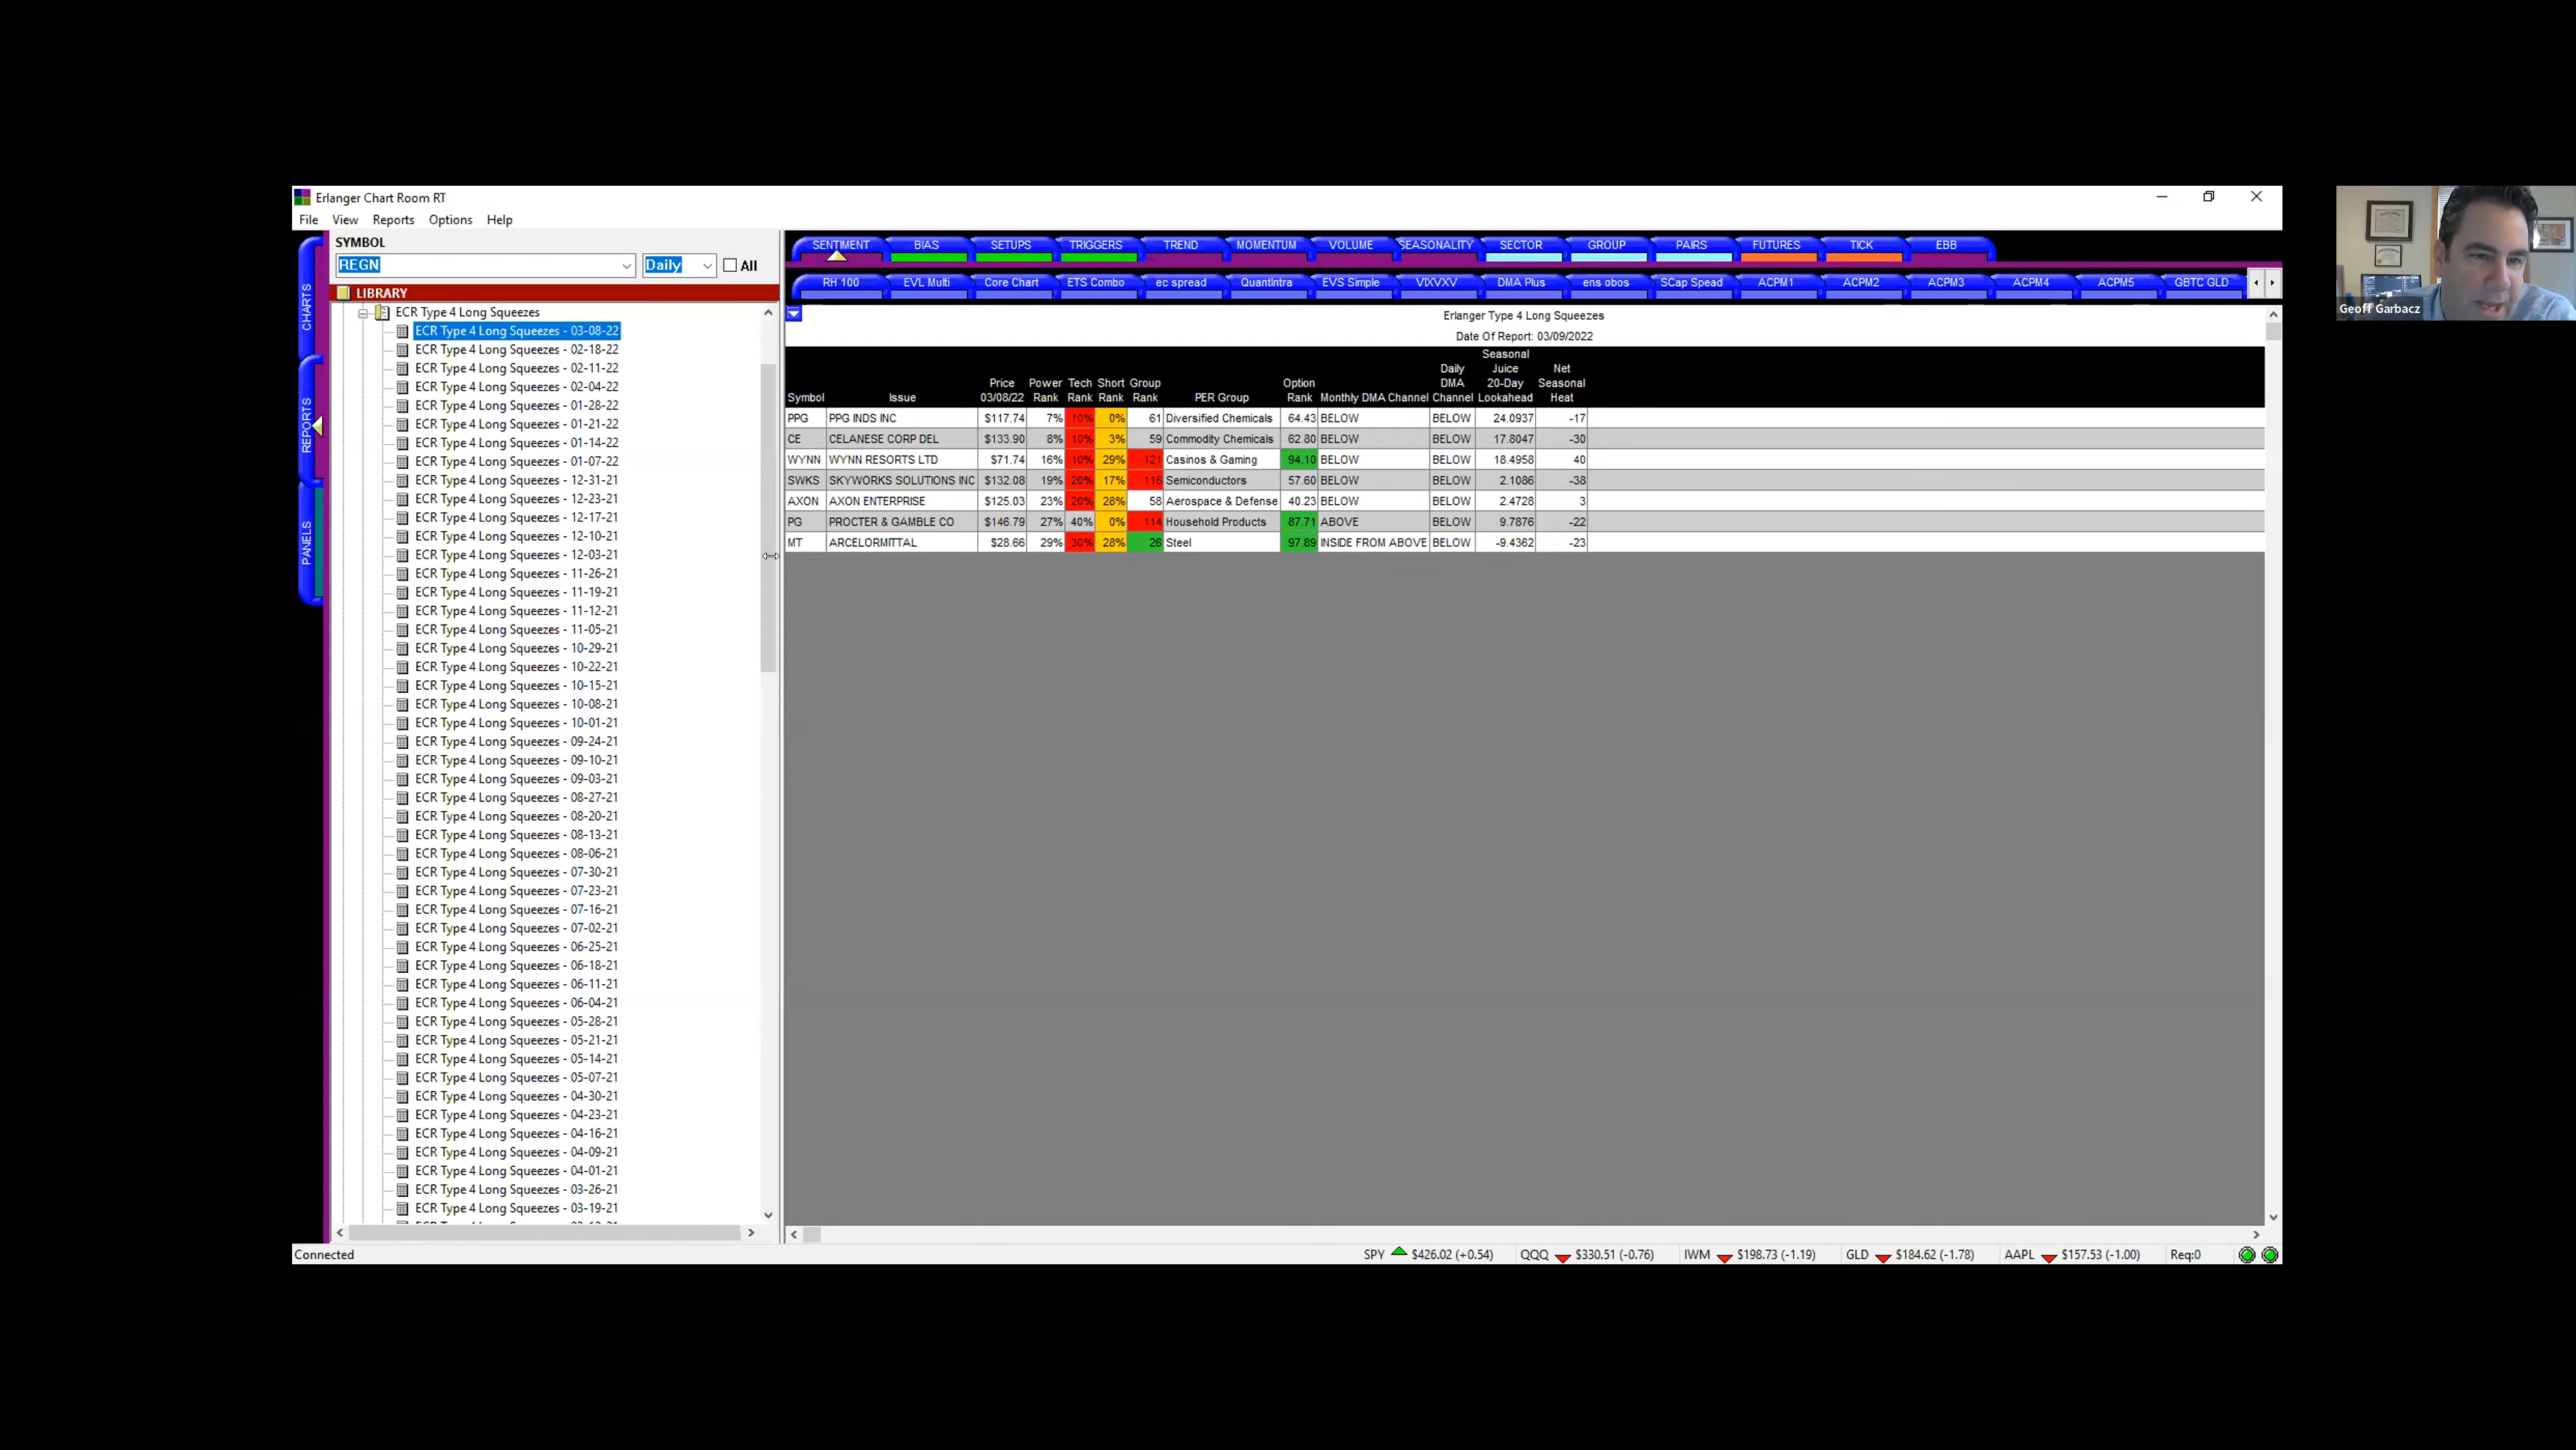 Erlanger Chart Room RT
File View Reports Options Help
SYMBOL
REGN Daily All
LIBRARY
CHARTS
REPORTS
PANELS
SENTIMENT BIAS SETUPS TRIGGERS TREND MOMENTUM VOLUME SEASONALITY SECTOR GROUP PAIRS FUTURES TICK EBB
RH 100 EVL Multi Core Chart ETS Combo ec spread QuantIntra EVS Simple VIXVXV DMA Plus ens obos SCap Spead ACPM1 ACPM2 ACPM3 ACPM4 ACPM5 GBTC GLD
ECR Type 4 Long Squeezes
ECR Type 4 Long Squeezes - 03-08-22
ECR Type 4 Long Squeezes - 02-18-22
ECR Type 4 Long Squeezes - 02-11-22
ECR Type 4 Long Squeezes - 02-04-22
ECR Type 4 Long Squeezes - 01-28-22
ECR Type 4 Long Squeezes - 01-21-22
ECR Type 4 Long Squeezes - 01-14-22
ECR Type 4 Long Squeezes - 01-07-22
ECR Type 4 Long Squeezes - 12-31-21
ECR Type 4 Long Squeezes - 12-23-21
ECR Type 4 Long Squeezes - 12-17-21
ECR Type 4 Long Squeezes - 12-10-21
ECR Type 4 Long Squeezes - 12-03-21
ECR Type 4 Long Squeezes - 11-26-21
ECR Type 4 Long Squeezes - 11-19-21
ECR Type 4 Long Squeezes - 11-12-21
ECR Type 4 Long Squeezes - 11-05-21
ECR Type 4 Long Squeezes - 10-29-21
ECR Type 4 Long Squeezes - 10-22-21
ECR Type 4 Long Squeezes - 10-15-21
ECR Type 4 Long Squeezes - 10-08-21
ECR Type 4 Long Squeezes - 10-01-21
ECR Type 4 Long Squeezes - 09-24-21
ECR Type 4 Long Squeezes - 09-10-21
ECR Type 4 Long Squeezes - 09-03-21
ECR Type 4 Long Squeezes - 08-27-21
ECR Type 4 Long Squeezes - 08-20-21
ECR Type 4 Long Squeezes - 08-13-21
ECR Type 4 Long Squeezes - 08-06-21
ECR Type 4 Long Squeezes - 07-30-21
ECR Type 4 Long Squeezes - 07-23-21
ECR Type 4 Long Squeezes - 07-16-21
ECR Type 4 Long Squeezes - 07-02-21
ECR Type 4 Long Squeezes - 06-25-21
ECR Type 4 Long Squeezes - 06-18-21
ECR Type 4 Long Squeezes - 06-11-21
ECR Type 4 Long Squeezes - 06-04-21
ECR Type 4 Long Squeezes - 05-28-21
ECR Type 4 Long Squeezes - 05-21-21
ECR Type 4 Long Squeezes - 05-14-21
ECR Type 4 Long Squeezes - 05-07-21
ECR Type 4 Long Squeezes - 04-30-21
ECR Type 4 Long Squeezes - 04-23-21
ECR Type 4 Long Squeezes - 04-16-21
ECR Type 4 Long Squeezes - 04-09-21
ECR Type 4 Long Squeezes - 04-01-21
ECR Type 4 Long Squeezes - 03-26-21
ECR Type 4 Long Squeezes - 03-19-21
Erlanger Type 4 Long Squeezes
Date Of Report: 03/09/2022
Symbol Issue Price 03/08/22 Power Rank Tech Rank Short Rank Group Rank PER Group Option Rank Monthly DMA Channel Daily DMA Channel Seasonal Juice 20-Day Lookahead Net Seasonal Heat
PPG PPG INDS INC $117.74 7% 10% 0% 61 Diversified Chemicals 64.43 BELOW BELOW 24.0937 -17
CE CELANESE CORP DEL $133.90 8% 10% 3% 59 Commodity Chemicals 62.80 BELOW BELOW 17.8047 -30
WYNN WYNN RESORTS LTD $71.74 16% 10% 29% 121 Casinos & Gaming 94.10 BELOW BELOW 18.4958 40
SWKS SKYWORKS SOLUTIONS INC $132.08 19% 20% 17% 116 Semiconductors 57.60 BELOW BELOW 2.1086 -38
AXON AXON ENTERPRISE $125.03 23% 20% 28% 58 Aerospace & Defense 40.23 BELOW BELOW 2.4728 3
PG PROCTER & GAMBLE CO $146.79 27% 40% 0% 114 Household Products 87.71 ABOVE BELOW 9.7876 -22
MT ARCELORMITTAL $28.66 29% 30% 28% 26 Steel 97.89 INSIDE FROM ABOVE BELOW -9.4362 -23
Geoff Garbacz
Connected SPY $426.02 (+0.54) QQQ $330.51 (-0.76) IWM $198.73 (-1.19) GLD $184.62 (-1.78) AAPL $157.53 (-1.00) Req:0